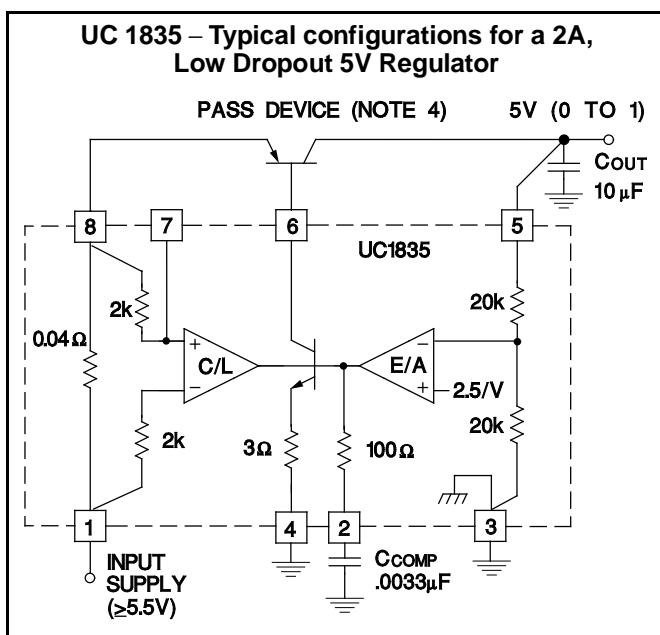 UC 1835 – Typical configurations for a 2A,
Low Dropout 5V Regulator
PASS DEVICE (NOTE 4)
5V (0 TO 1)
COUT
10 µF
8
7
6
5
UC1835
2k
20k
0.04Ω
+
C/L
–
–
E/A
+
2.5/V
2k
3Ω
100Ω
20k
1
4
2
3
INPUT
SUPPLY
(≥5.5V)
CCOMP
.0033µF